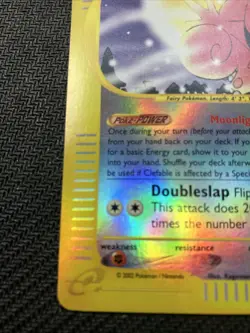 Fairy Pokémon. Length: 4' 3"
POKé-POWER Moonlig
Once during your turn (before your attac
from your hand back on your deck. If you
for a basic Energy card, show it to your
into your hand. Shuffle your deck afterward
be used if Clefable is affected by a Speci
Doubleslap Flip
This attack does 2
times the number
weakness resistance
© 2002 Pokémon / Nintendo. Illus.
e